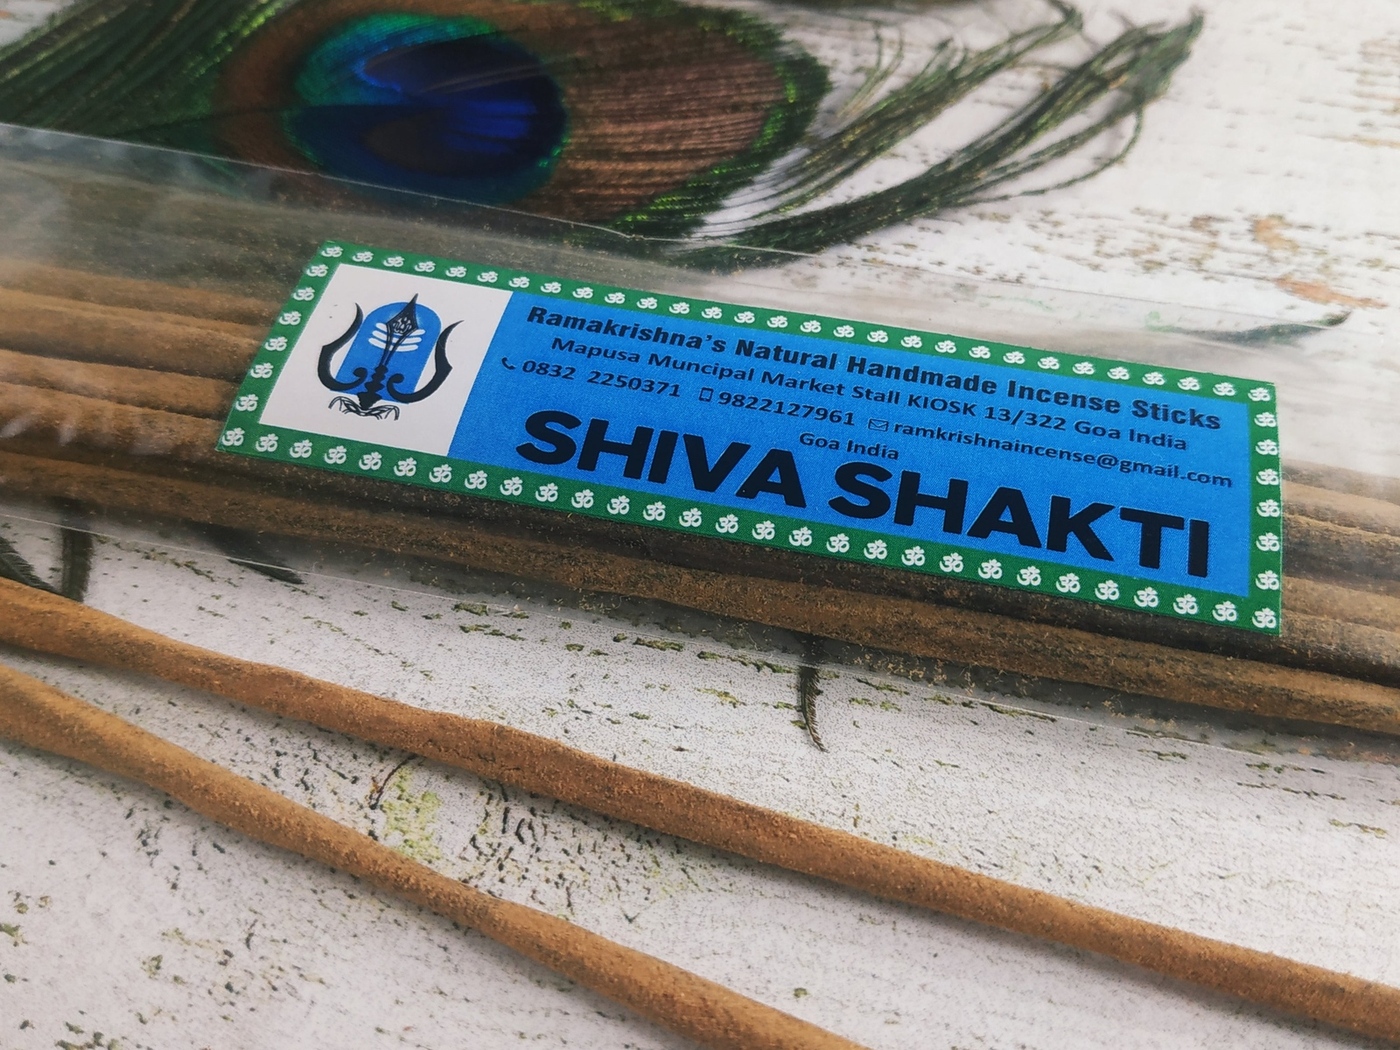 Ramakrishna's Natural Handmade Incense Sticks
Mapusa Muncipal Market Stall KIOSK 13/322 Goa India
0832 2250371 9822127961 ramkrishnaincense@gmail.com
Goa India
SHIVA SHAKTI